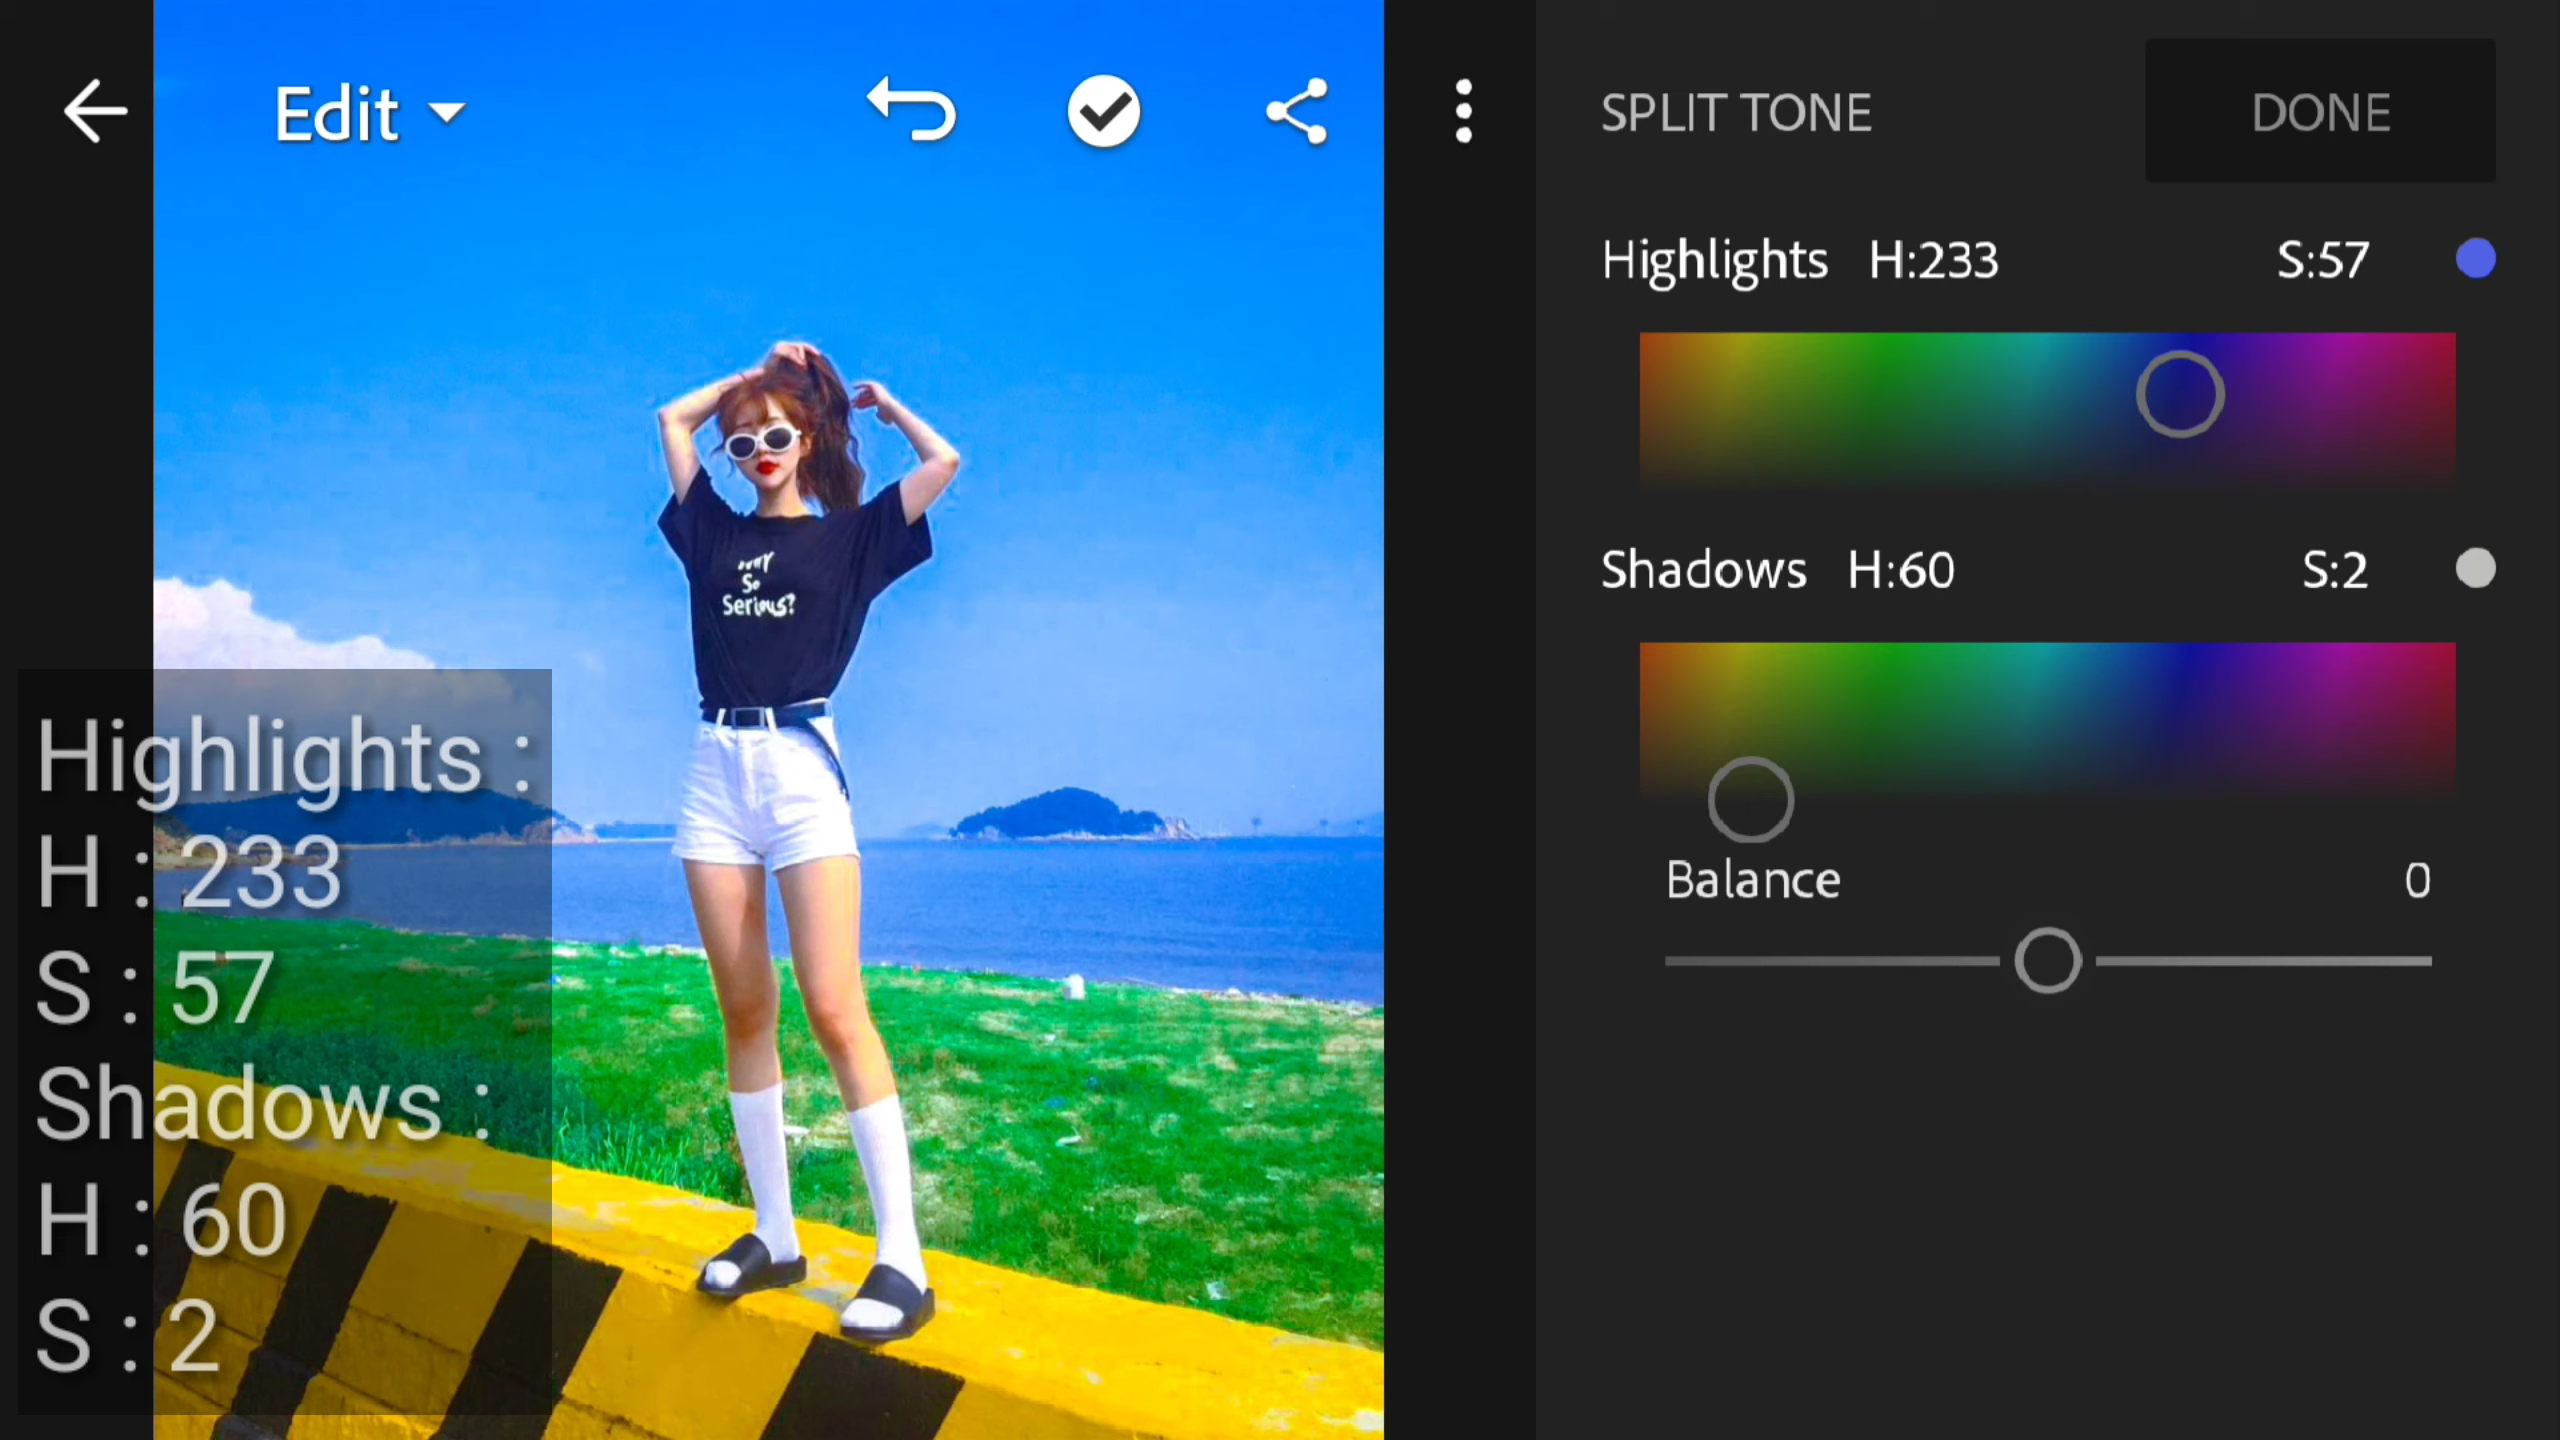 Edit
SPLIT TONE
DONE
Highlights H:233 S:57
Shadows H:60 S:2
Balance 0
So
Serious?
Highlights :
H : 233
S : 57
Shadows :
H : 60
S : 2